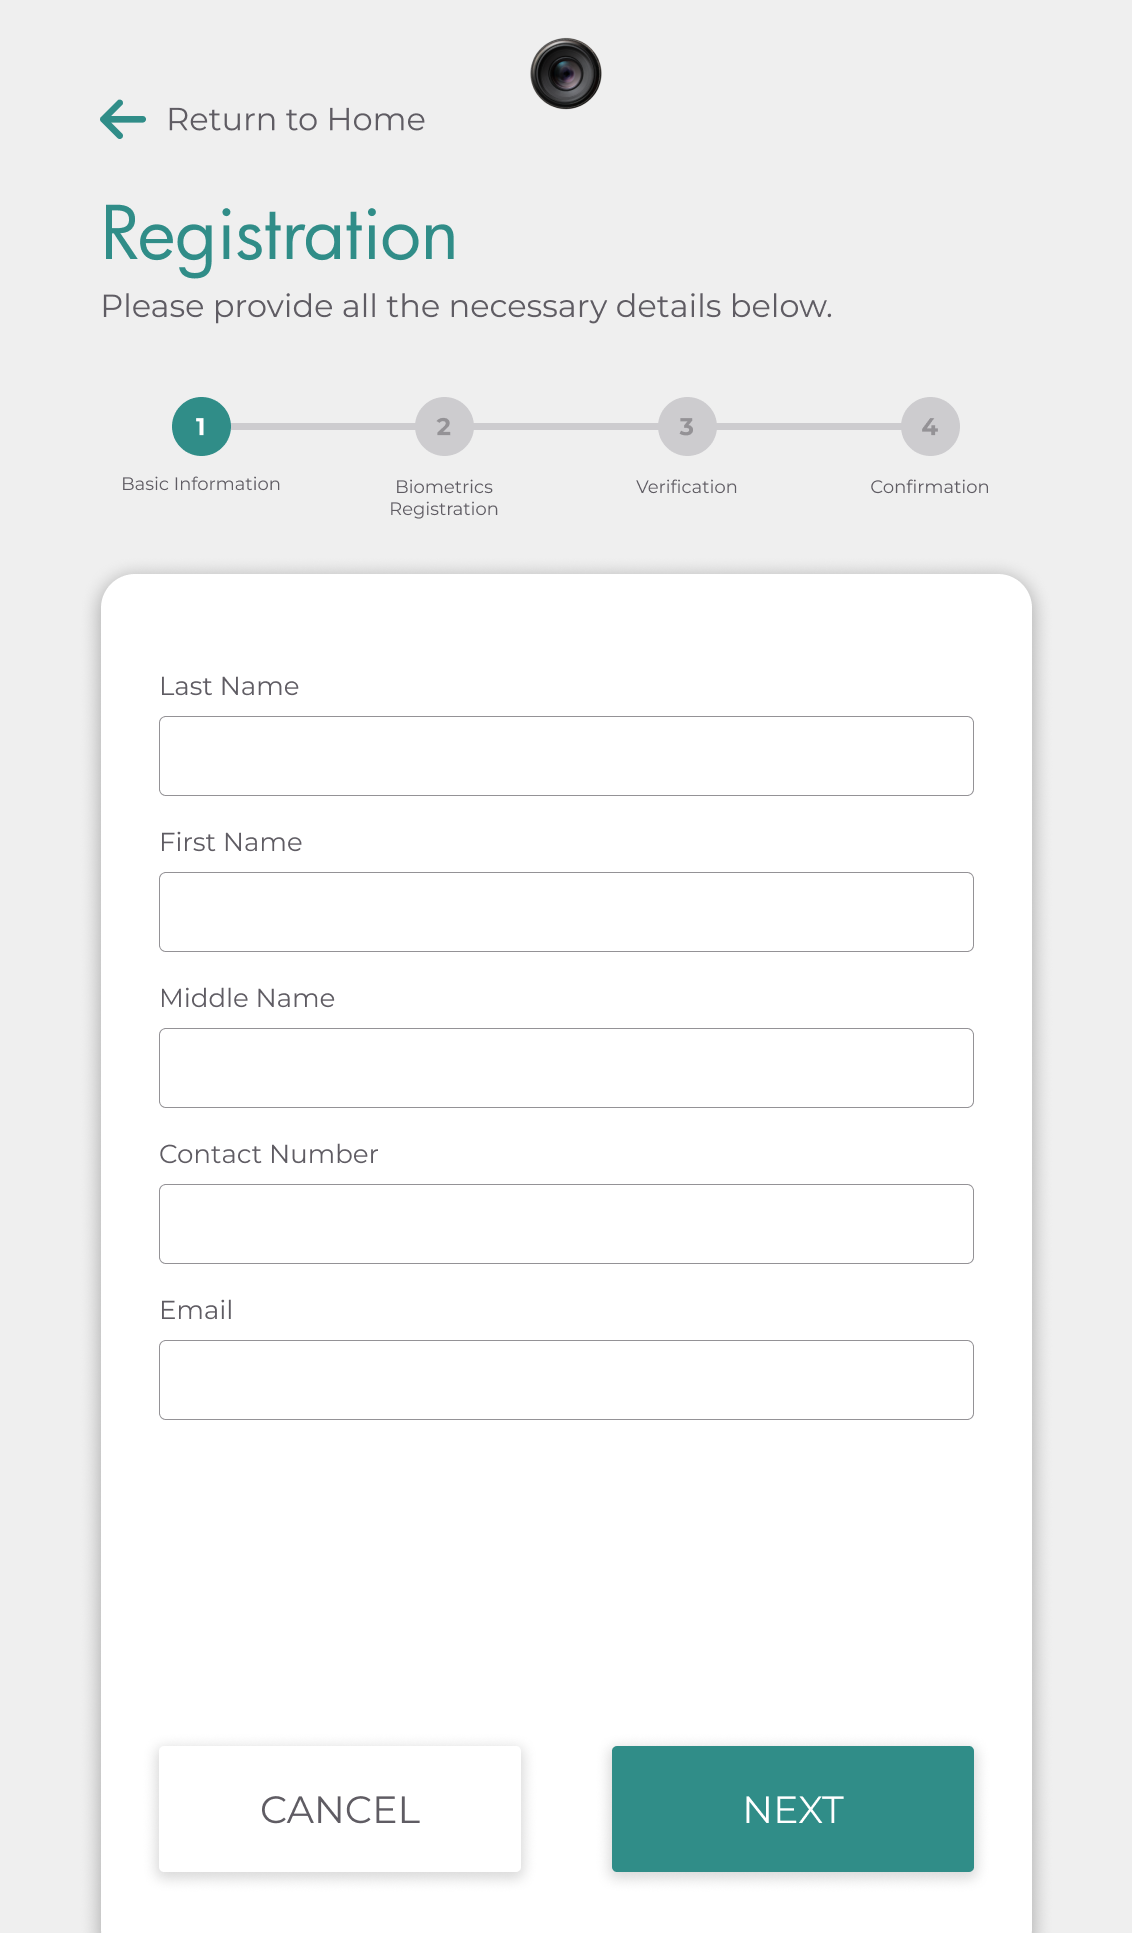 Return to Home
Registration
Please provide all the necessary details below.
1
2
3
4
Basic Information
Biometrics
Registration
Verification
Confirmation
Last Name
First Name
Middle Name
Contact Number
Email
CANCEL
NEXT